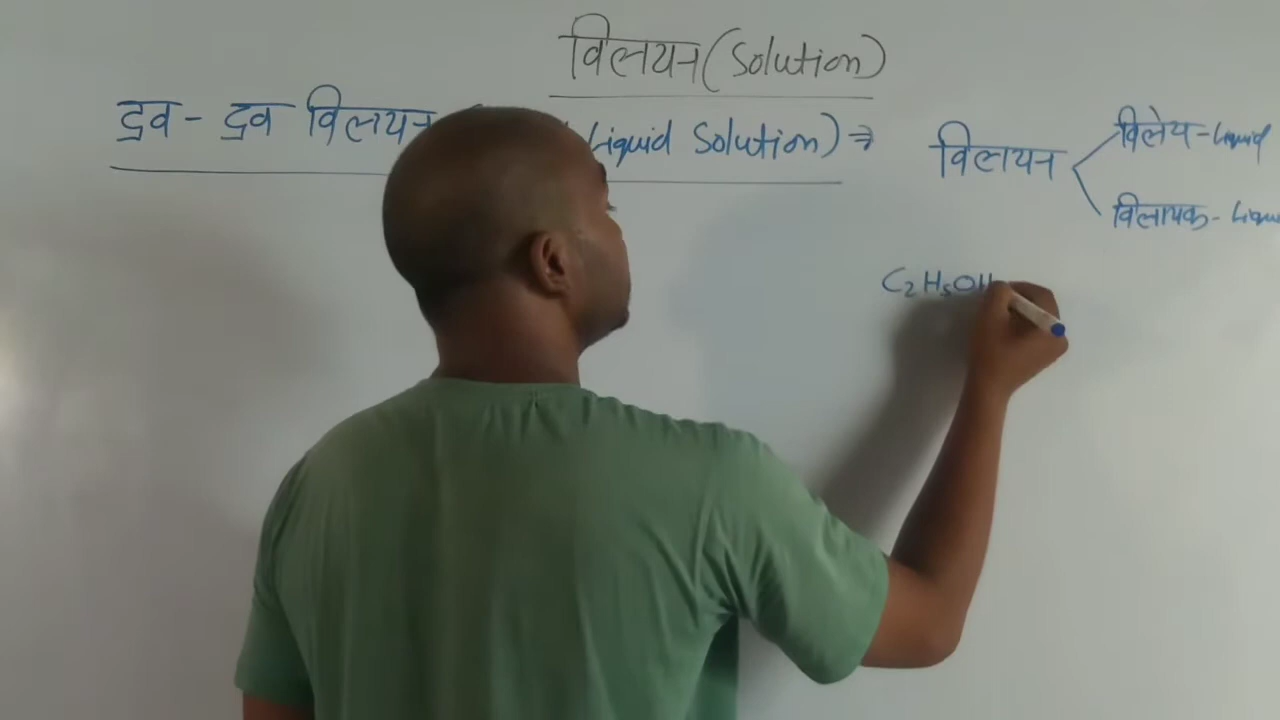 विलयन (Solution)
द्रव - द्रव विलयन Liquid Solution) ⇒
विलयन
विलेय - Liquid
विलायक - Liqu
C₂H₅OH